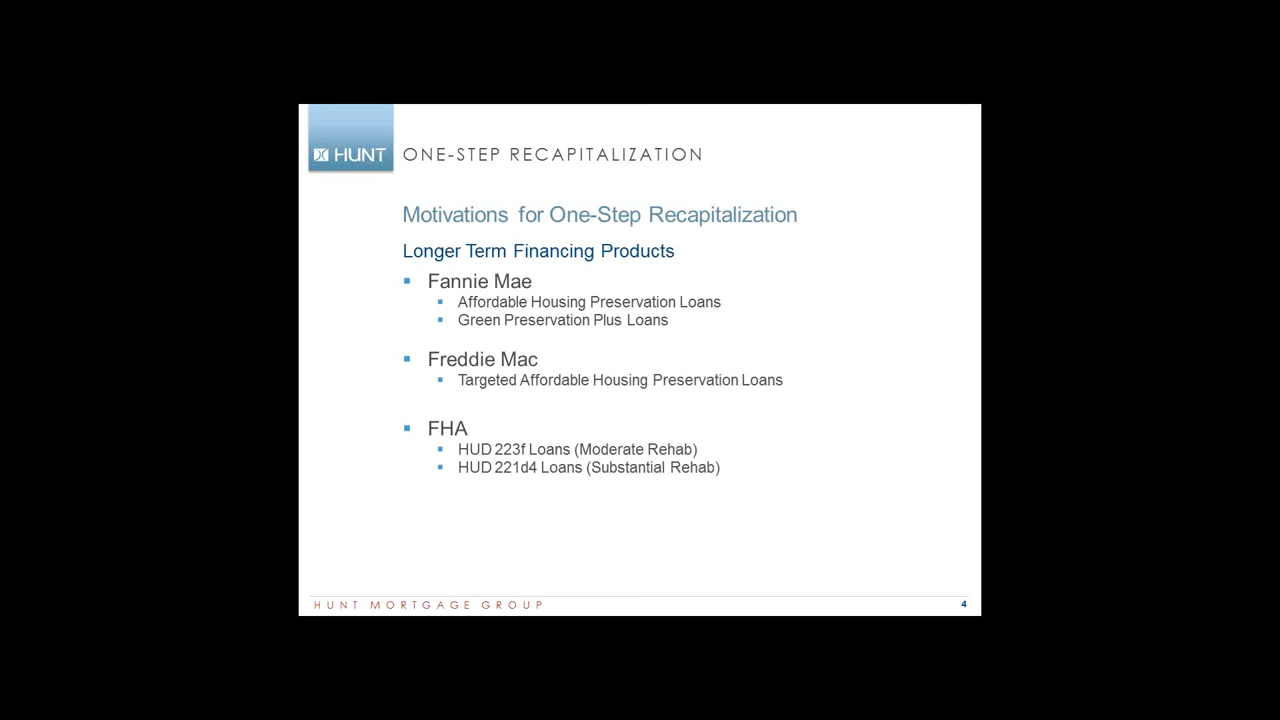 HUNT
ONE-STEP RECAPITALIZATION
Motivations for One-Step Recapitalization
Longer Term Financing Products
Fannie Mae
Affordable Housing Preservation Loans
Green Preservation Plus Loans
Freddie Mac
Targeted Affordable Housing Preservation Loans
FHA
HUD 223f Loans (Moderate Rehab)
HUD 221d4 Loans (Substantial Rehab)
HUNT MORTGAGE GROUP
4